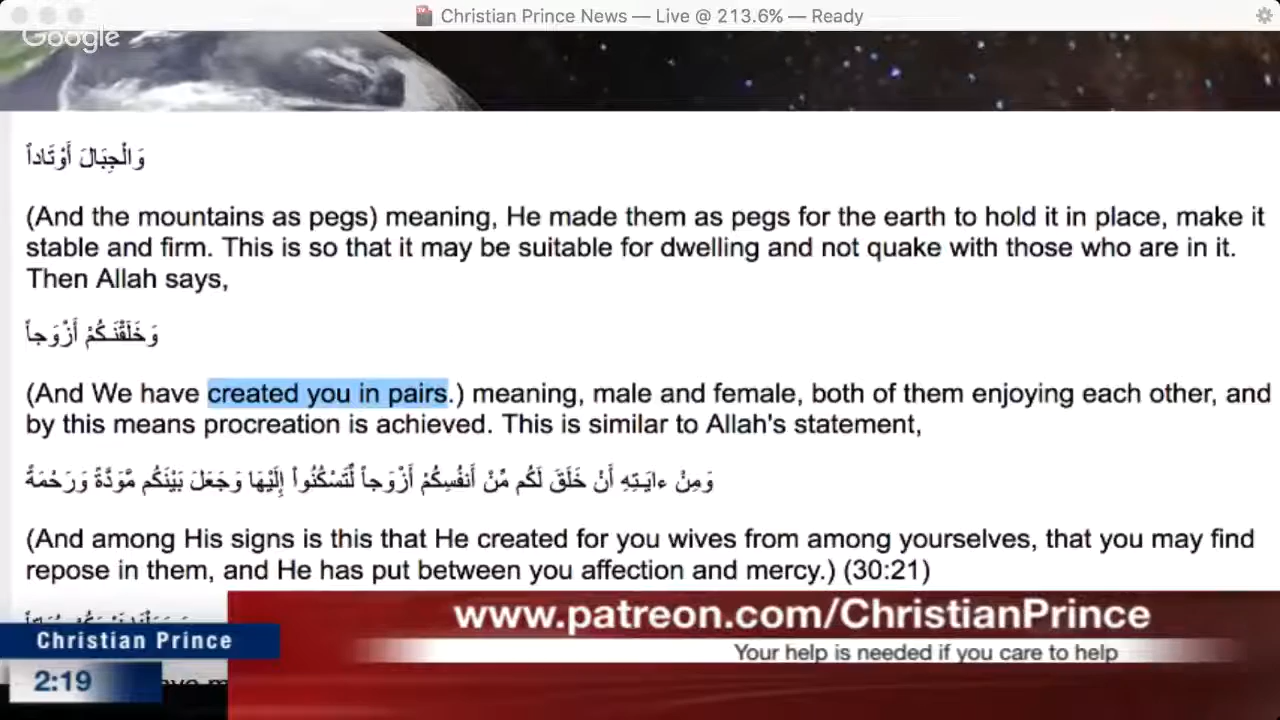 Christian Prince News — Live @ 213.6% — Ready
Google
وَالْجِبَالَ أَوْتَاداً
(And the mountains as pegs) meaning, He made them as pegs for the earth to hold it in place, make it
stable and firm. This is so that it may be suitable for dwelling and not quake with those who are in it.
Then Allah says,
وَخَلَقْنَـكُمْ أَزْوَجاً
(And We have created you in pairs.) meaning, male and female, both of them enjoying each other, and
by this means procreation is achieved. This is similar to Allah's statement,
وَمِنْ ءايَـتِهِ أَنْ خَلَقَ لَكُم مِّنْ أَنفُسِكُمْ أَزْوَجاً لِّتَسْكُنُواْ إِلَيْهَا وَجَعَلَ بَيْنَكُم مَّوَدَّةً وَرَحْمَةً
(And among His signs is this that He created for you wives from among yourselves, that you may find
repose in them, and He has put between you affection and mercy.) (30:21)
www.patreon.com/ChristianPrince
Your help is needed if you care to help
Christian Prince
2:19